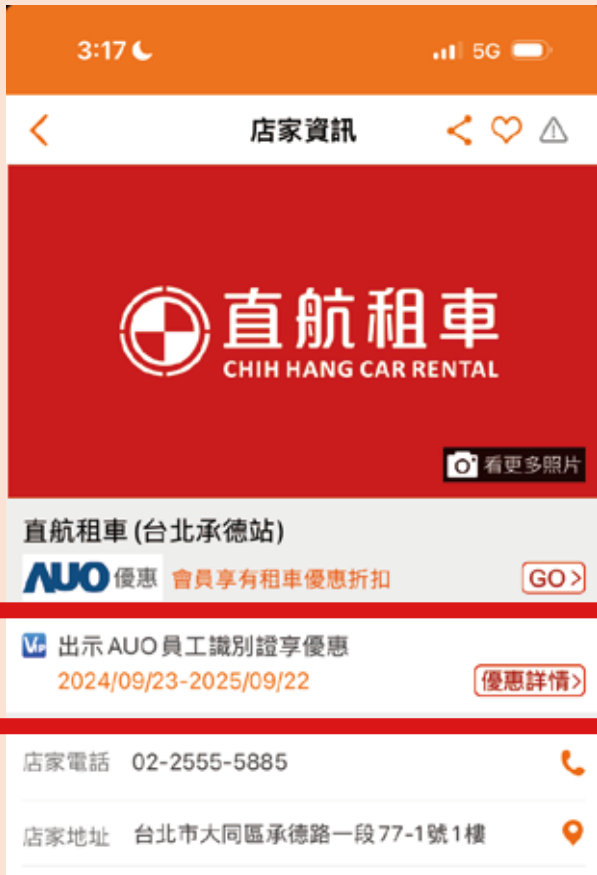 3:17
5G
店家資訊
直航租車
CHIH HANG CAR RENTAL
看更多照片
直航租車(台北承德站)
AUO 優惠 會員享有租車優惠折扣 GO>
VIP 出示AUO員工識別證享優惠
2024/09/23-2025/09/22 優惠詳情>
店家電話 02-2555-5885
店家地址 台北市大同區承德路一段77-1號1樓